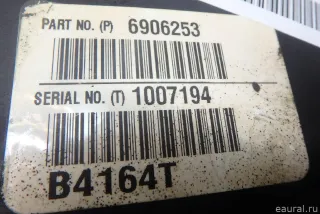 PART NO. (P) 6906253
SERIAL NO. (T) 1007194
B4164T
eaural.ru